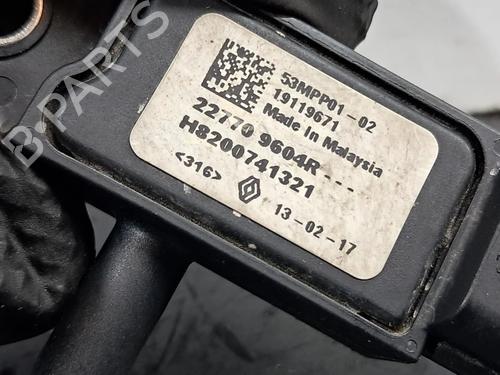 53MPP01-02
19119671
Made In Malaysia
22770 9604R---
H8200741321
<316>
13-02-17
B-PARTS